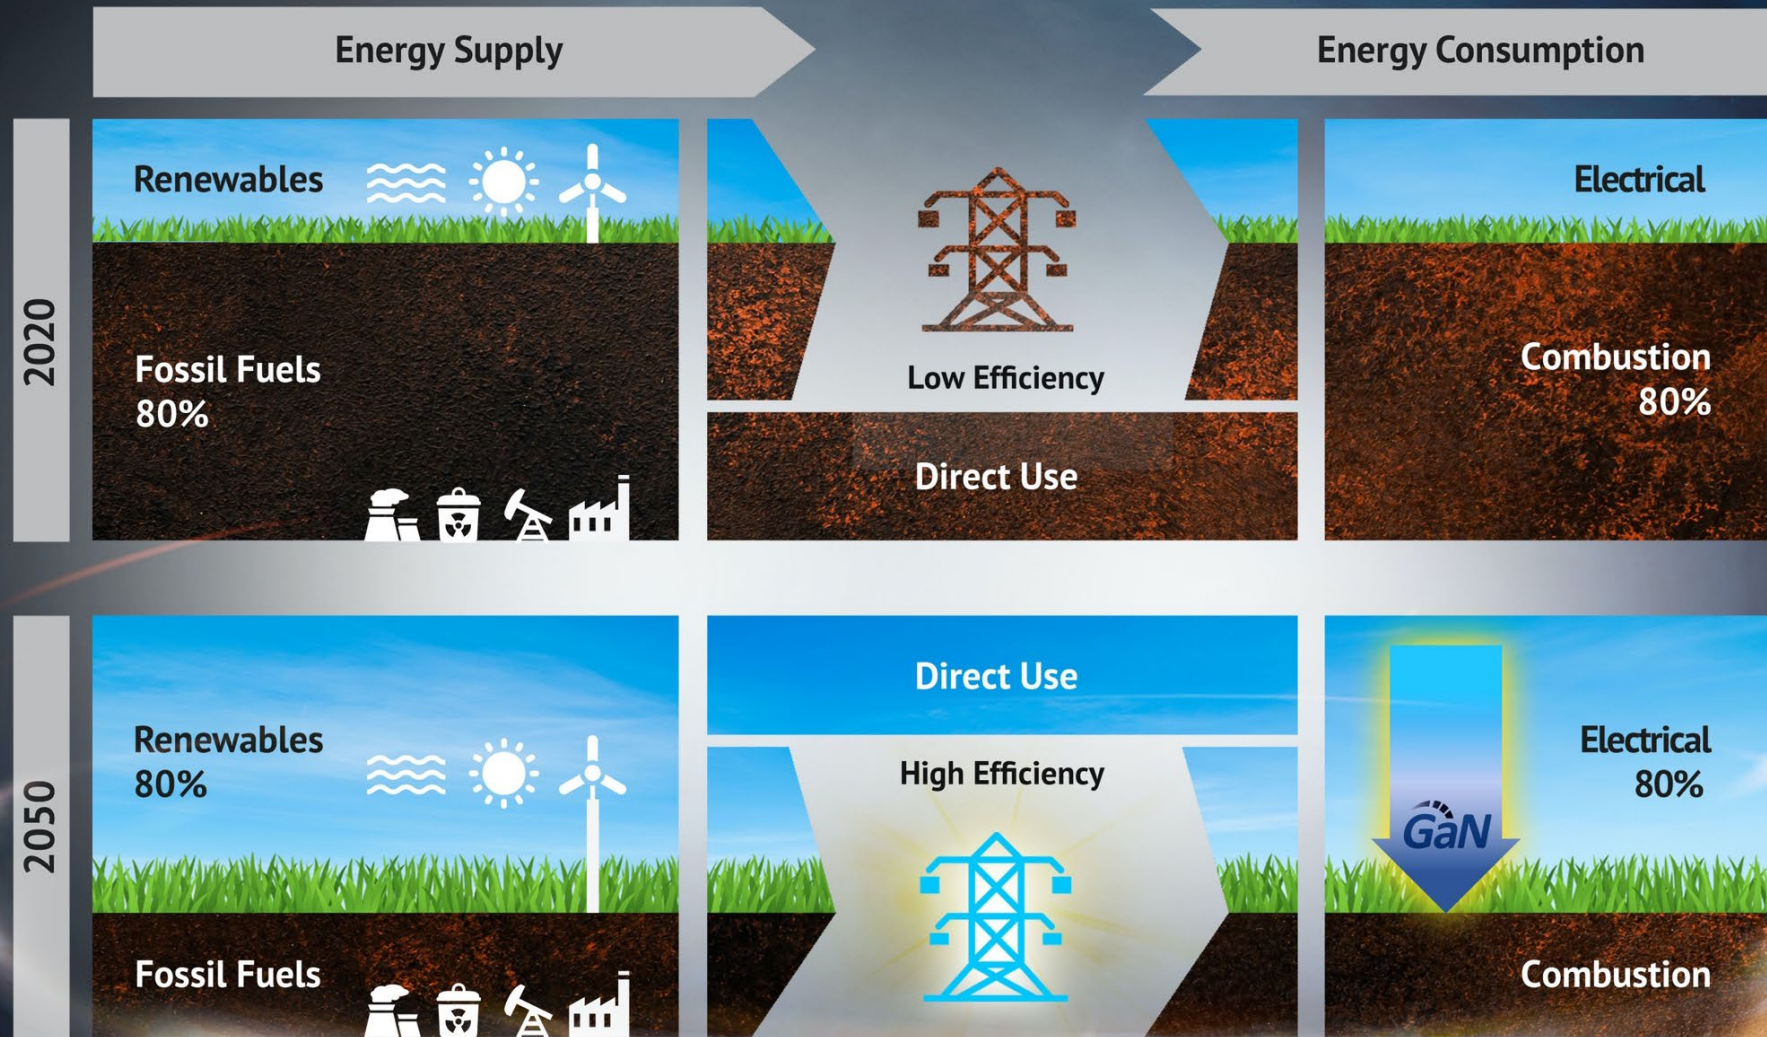 Energy Supply
Energy Consumption
2020
Renewables
Electrical
Fossil Fuels
80%
Low Efficiency
Direct Use
Combustion
80%
2050
Renewables
80%
Direct Use
High Efficiency
GaN
Electrical
80%
Fossil Fuels
Combustion